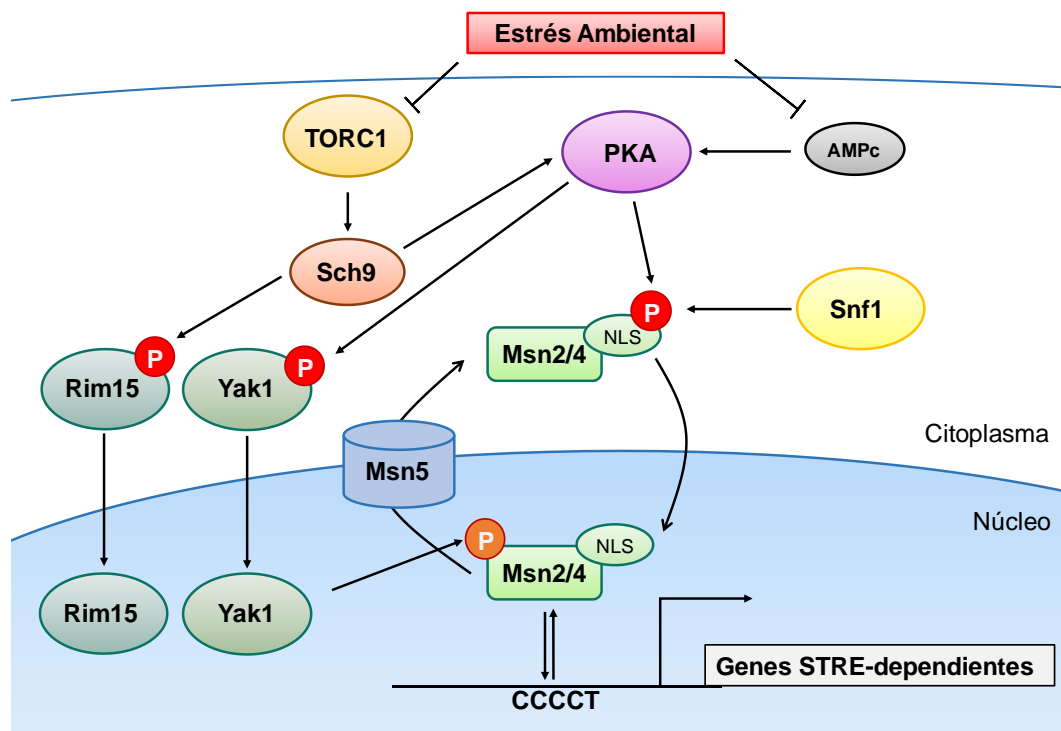 Estrés Ambiental
TORC1
PKA
AMPc
Sch9
Snf1
P
NLS
Msn2/4
P
Rim15
P
Yak1
Citoplasma
Msn5
Núcleo
P
NLS
Msn2/4
Rim15
Yak1
Genes STRE-dependientes
CCCCT